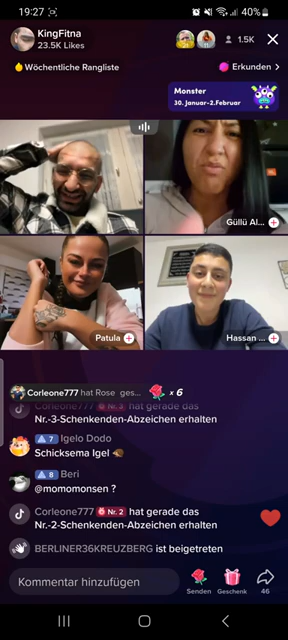 19:27
40%
KingFitna
23.5K Likes
1.5K
Wöchentliche Rangliste
Erkunden >
Monster
30. Januar-2.Februar
Güllü Al...
Patula
Hassan ...
Corleone777 hat Rose ges...
x 6
Corleone777 Nr. 3 hat gerade das
Nr.-3-Schenkenden-Abzeichen erhalten
7 Igelo Dodo
Schicksema Igel
8 Beri
@momomonsen ?
Corleone777 Nr. 2 hat gerade das
Nr.-2-Schenkenden-Abzeichen erhalten
BERLINER36KREUZBERG ist beigetreten
Kommentar hinzufügen
Senden
Geschenk
46